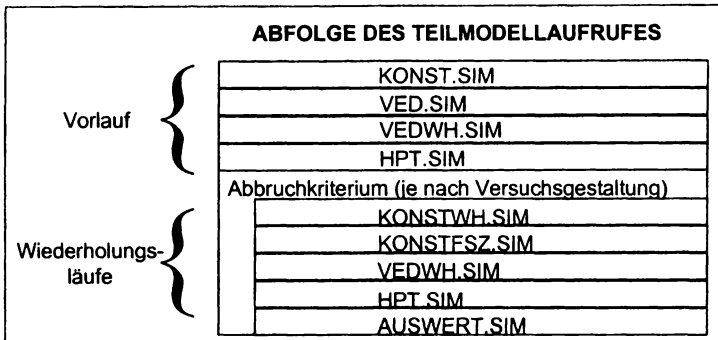 ABFOLGE DES TEILMODELLAUFRUFES
KONST.SIM
VED.SIM
VEDWH.SIM
HPT.SIM
Vorlauf
Abbruchkriterium (je nach Versuchsgestaltung)
KONSTWH.SIM
KONSTFSZ.SIM
VEDWH.SIM
HPT.SIM
AUSWERT.SIM
Wiederholungs-
läufe